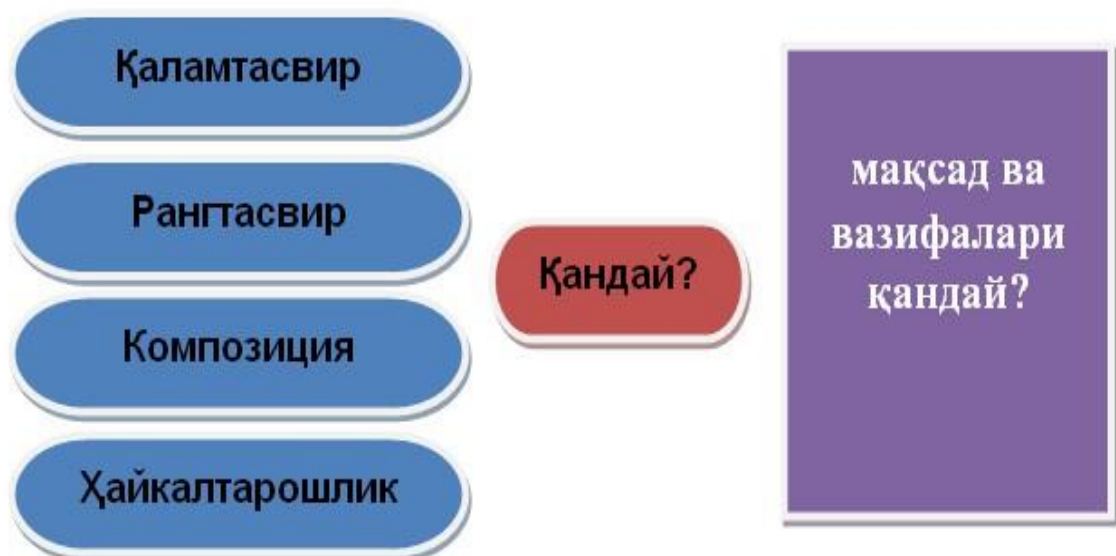 Қаламтасвир
Рангтасвир
Композиция
Ҳайкалтарошлик
Қандай?
мақсад ва
вазифалари
қандай?